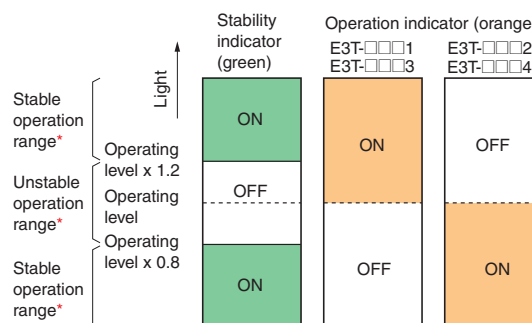 Stability
indicator
(green)
Operation indicator (orange
E3T-□□□1
E3T-□□□3
E3T-□□□2
E3T-□□□4
Light
Stable
operation
range*
Operating
level x 1.2
Unstable
operation
range*
Operating
level
Operating
level x 0.8
Stable
operation
range*
ON
OFF
ON
ON
OFF
OFF
ON